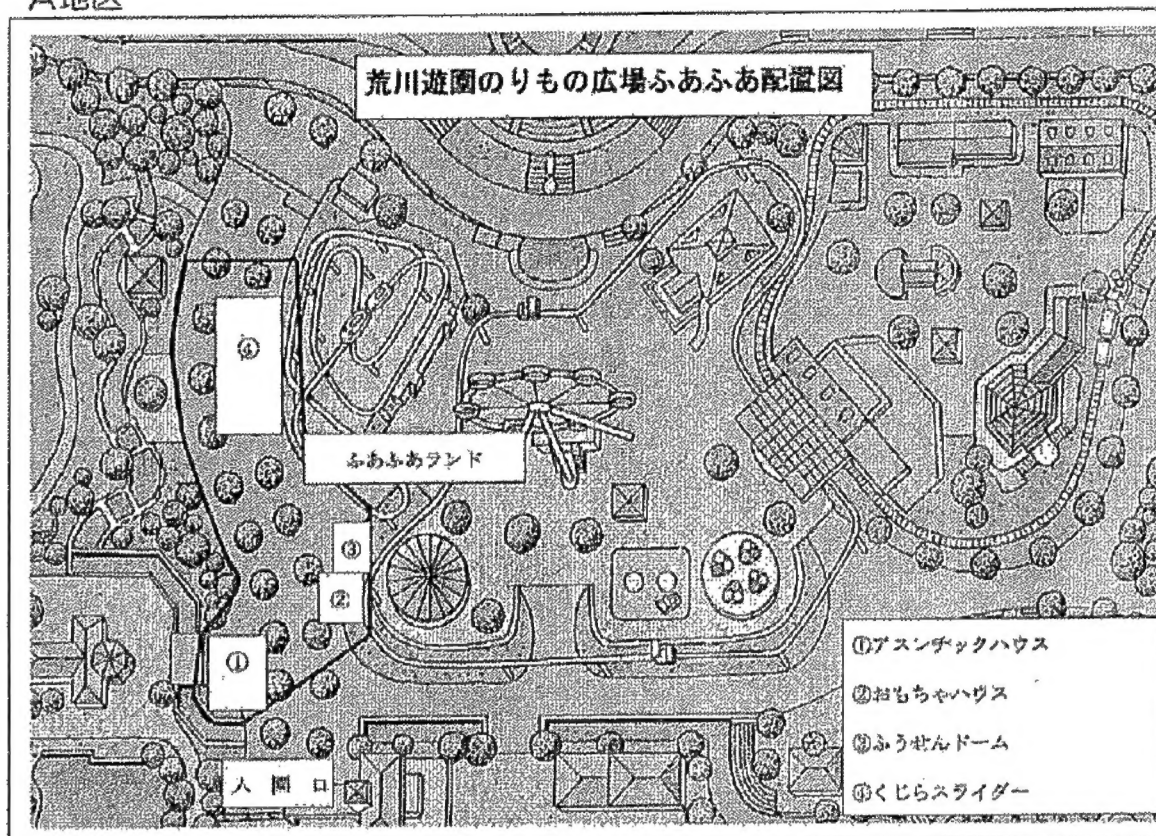 A地区
荒川遊園のりもの広場ふあふあ配置図
④
ふあふあランド
③
②
①
入園口
①アスンチックハウス
②おもちゃハウス
③ふうせんドーム
④くじらスライダー